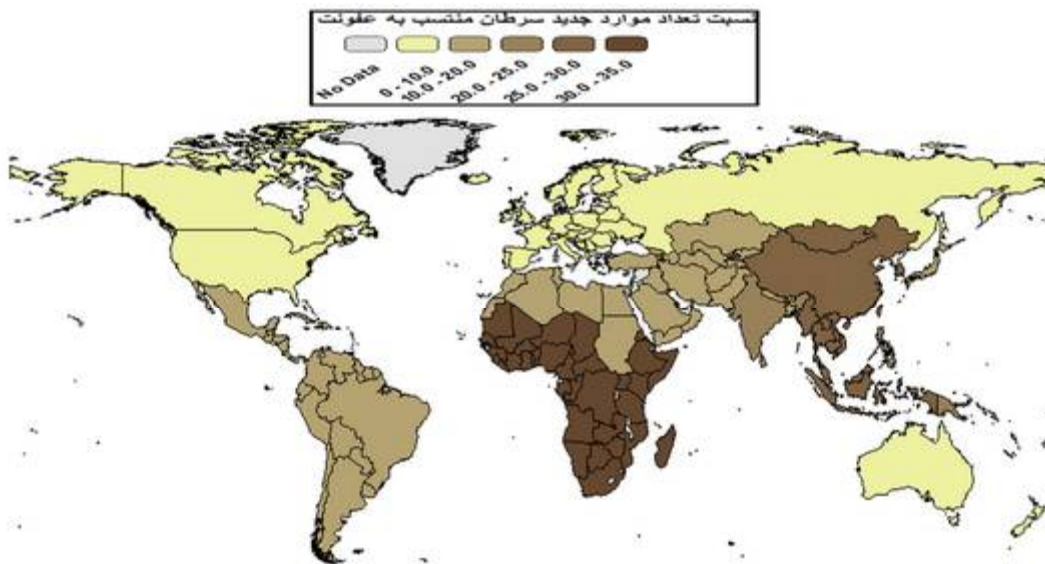 نسبت تعداد موارد جدید سرطان منتسب به عفونت
No Data
0 - 10.0
10.0 - 20.0
20.0 - 25.0
25.0 - 30.0
30.0 - 35.0